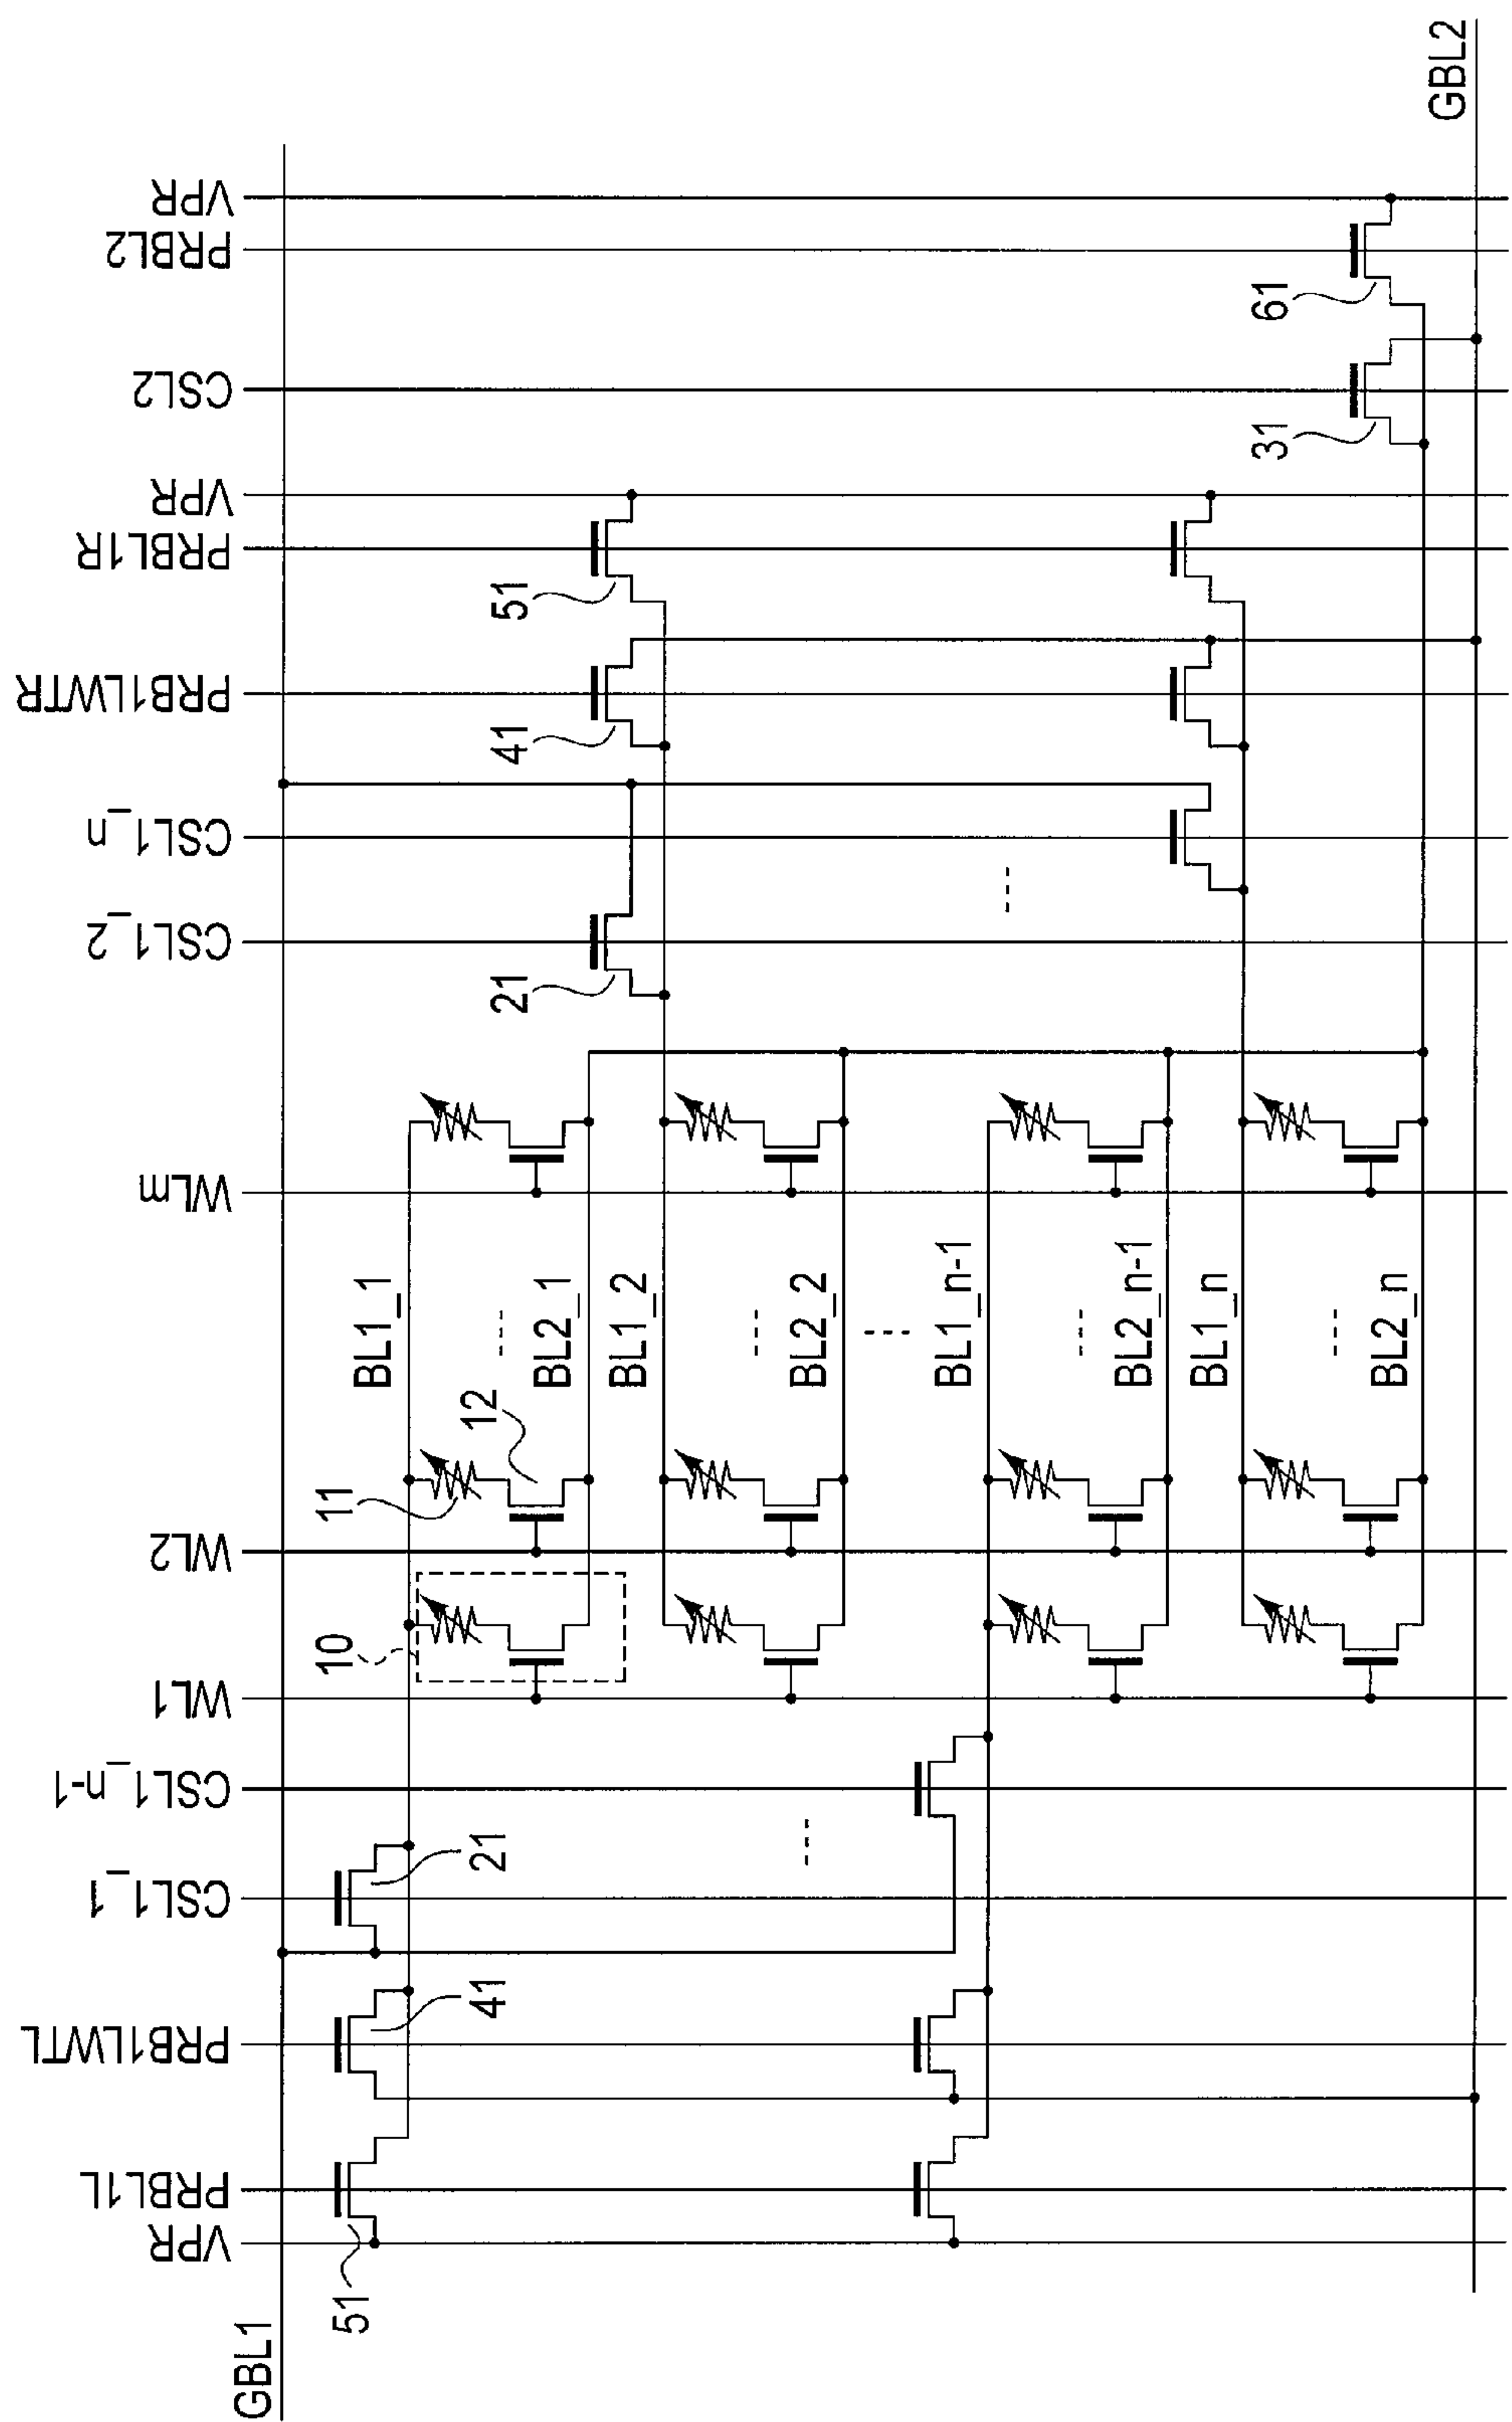 VPR
PRBL1L
PRB1LWTL
CSL1_1
CSL1_n-1
WL1
WL2
WLm
CSL1_2
CSL1_n
PRB1LWTR
PRBL1R
VPR
CSL2
PRBL2
VPR
GBL1
10
11
51
BL1_1
12
41
21
21
41
51
BL2_1
BL1_2
BL2_2
BL1_n-1
BL2_n-1
BL1_n
31
61
BL2_n
GBL2